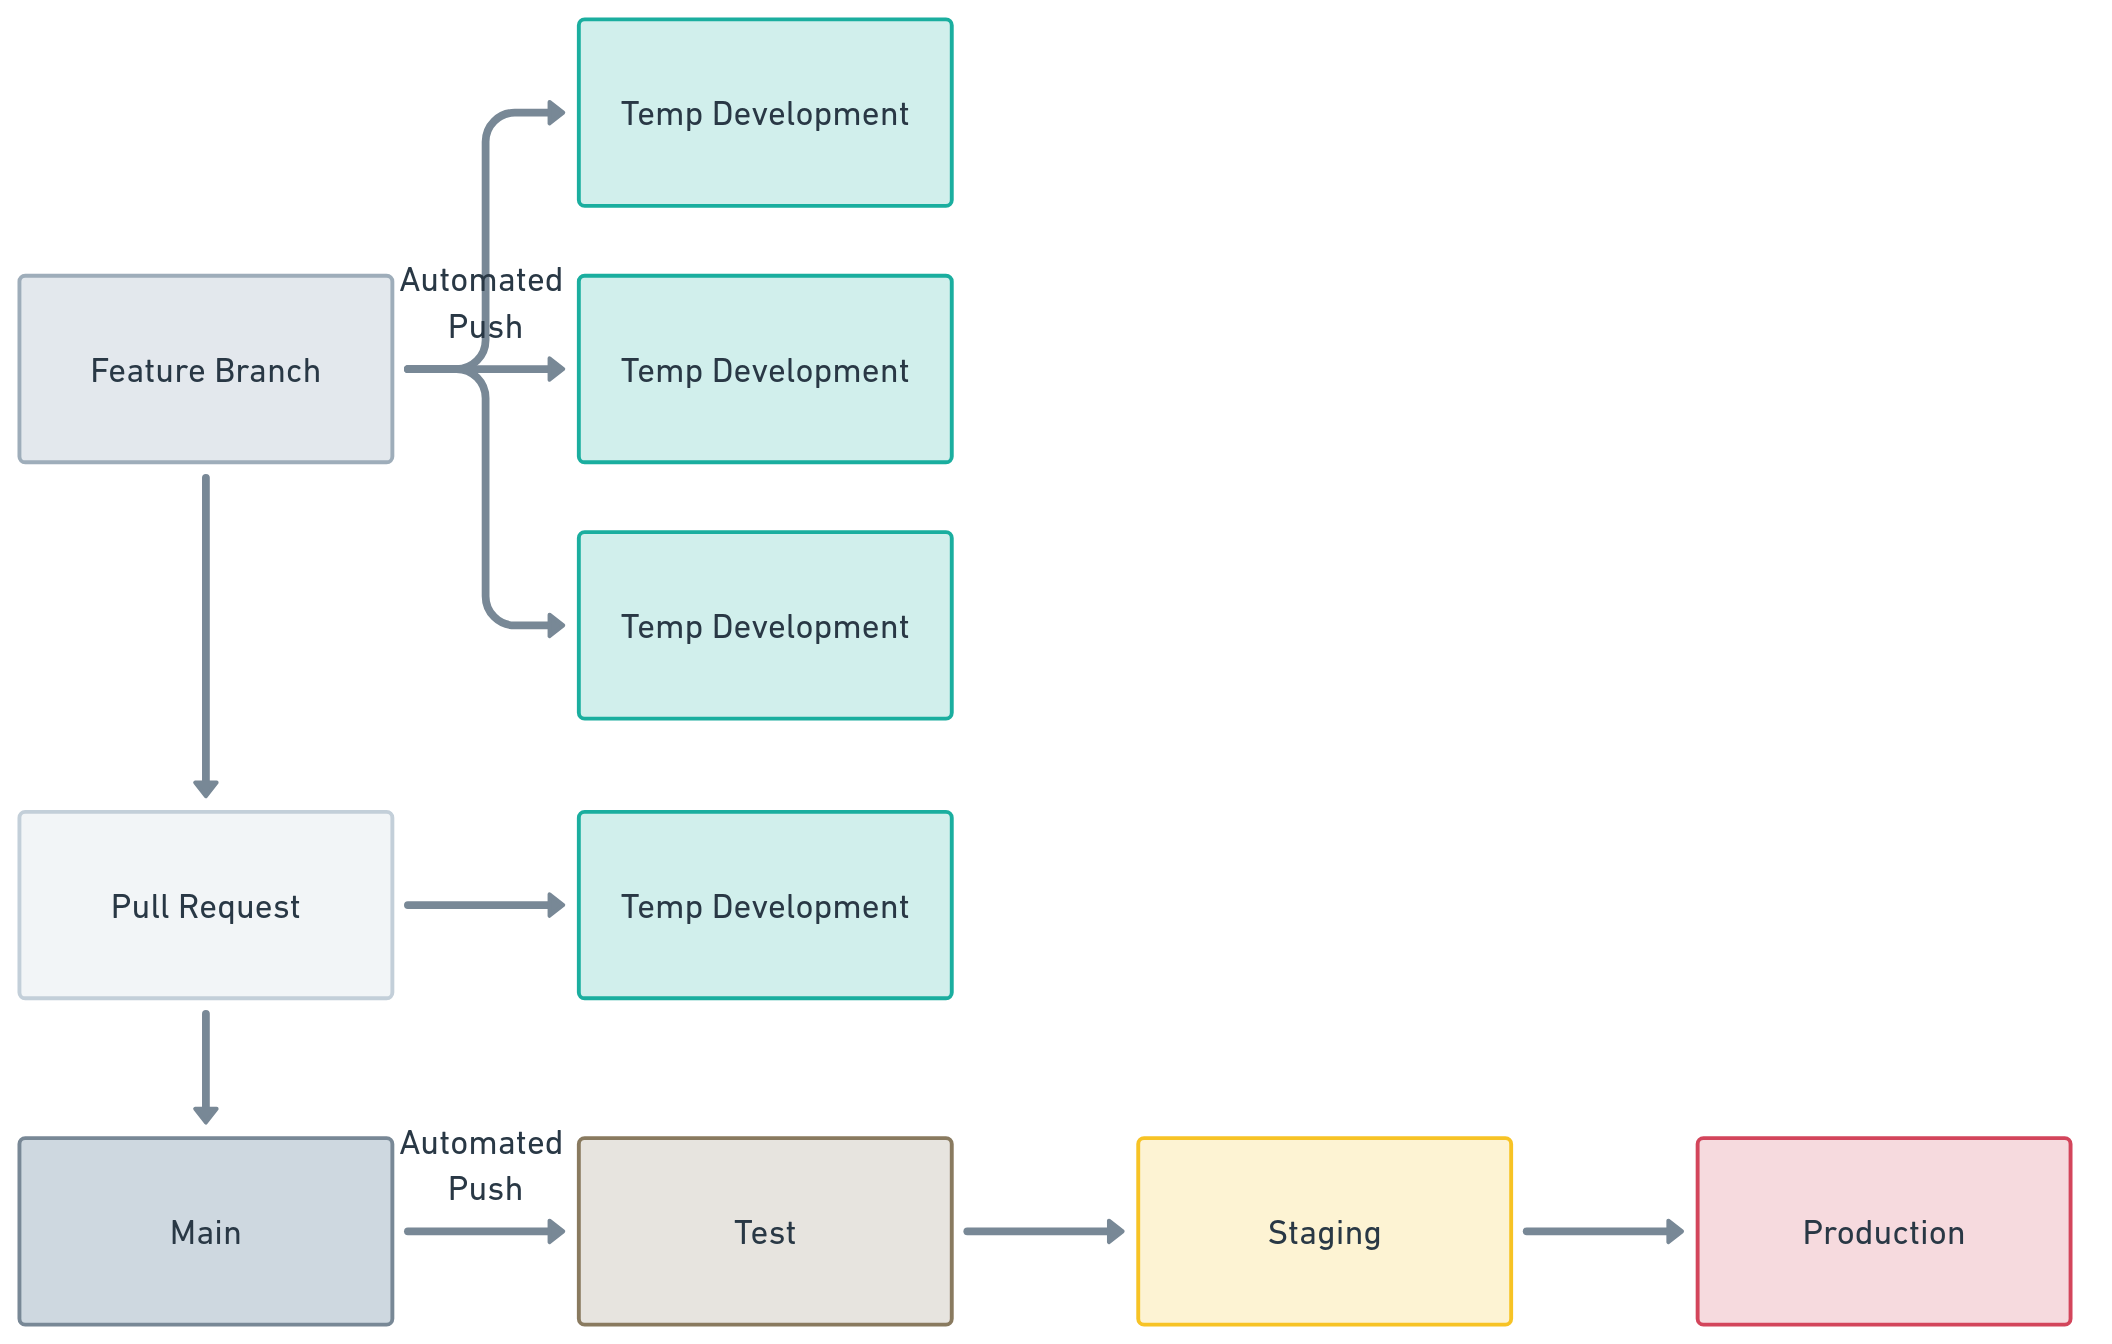 Temp Development
Automated
Push
Feature Branch
Temp Development
Temp Development
Pull Request
Temp Development
Automated
Push
Main
Test
Staging
Production